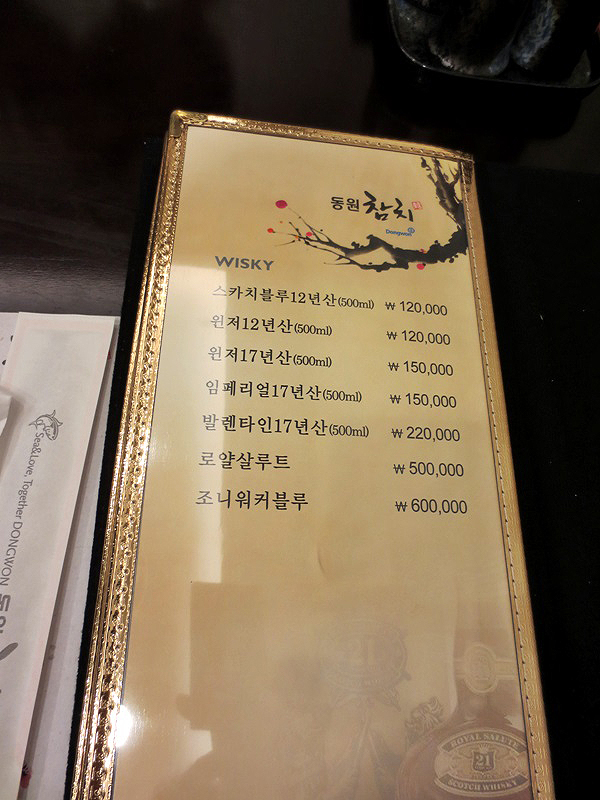 동원참치
Dongwon
WISKY
스카치블루12년산(500ml) ₩ 120,000
윈저12년산(500ml) ₩ 120,000
윈저17년산(500ml) ₩ 150,000
임페리얼17년산(500ml) ₩ 150,000
발렌타인17년산(500ml) ₩ 220,000
로얄살루트 ₩ 500,000
조니워커블루 ₩ 600,000
Sea&Love, Together DONGWON
21
ROYAL SALUTE
21
SCOTCH WHISKY